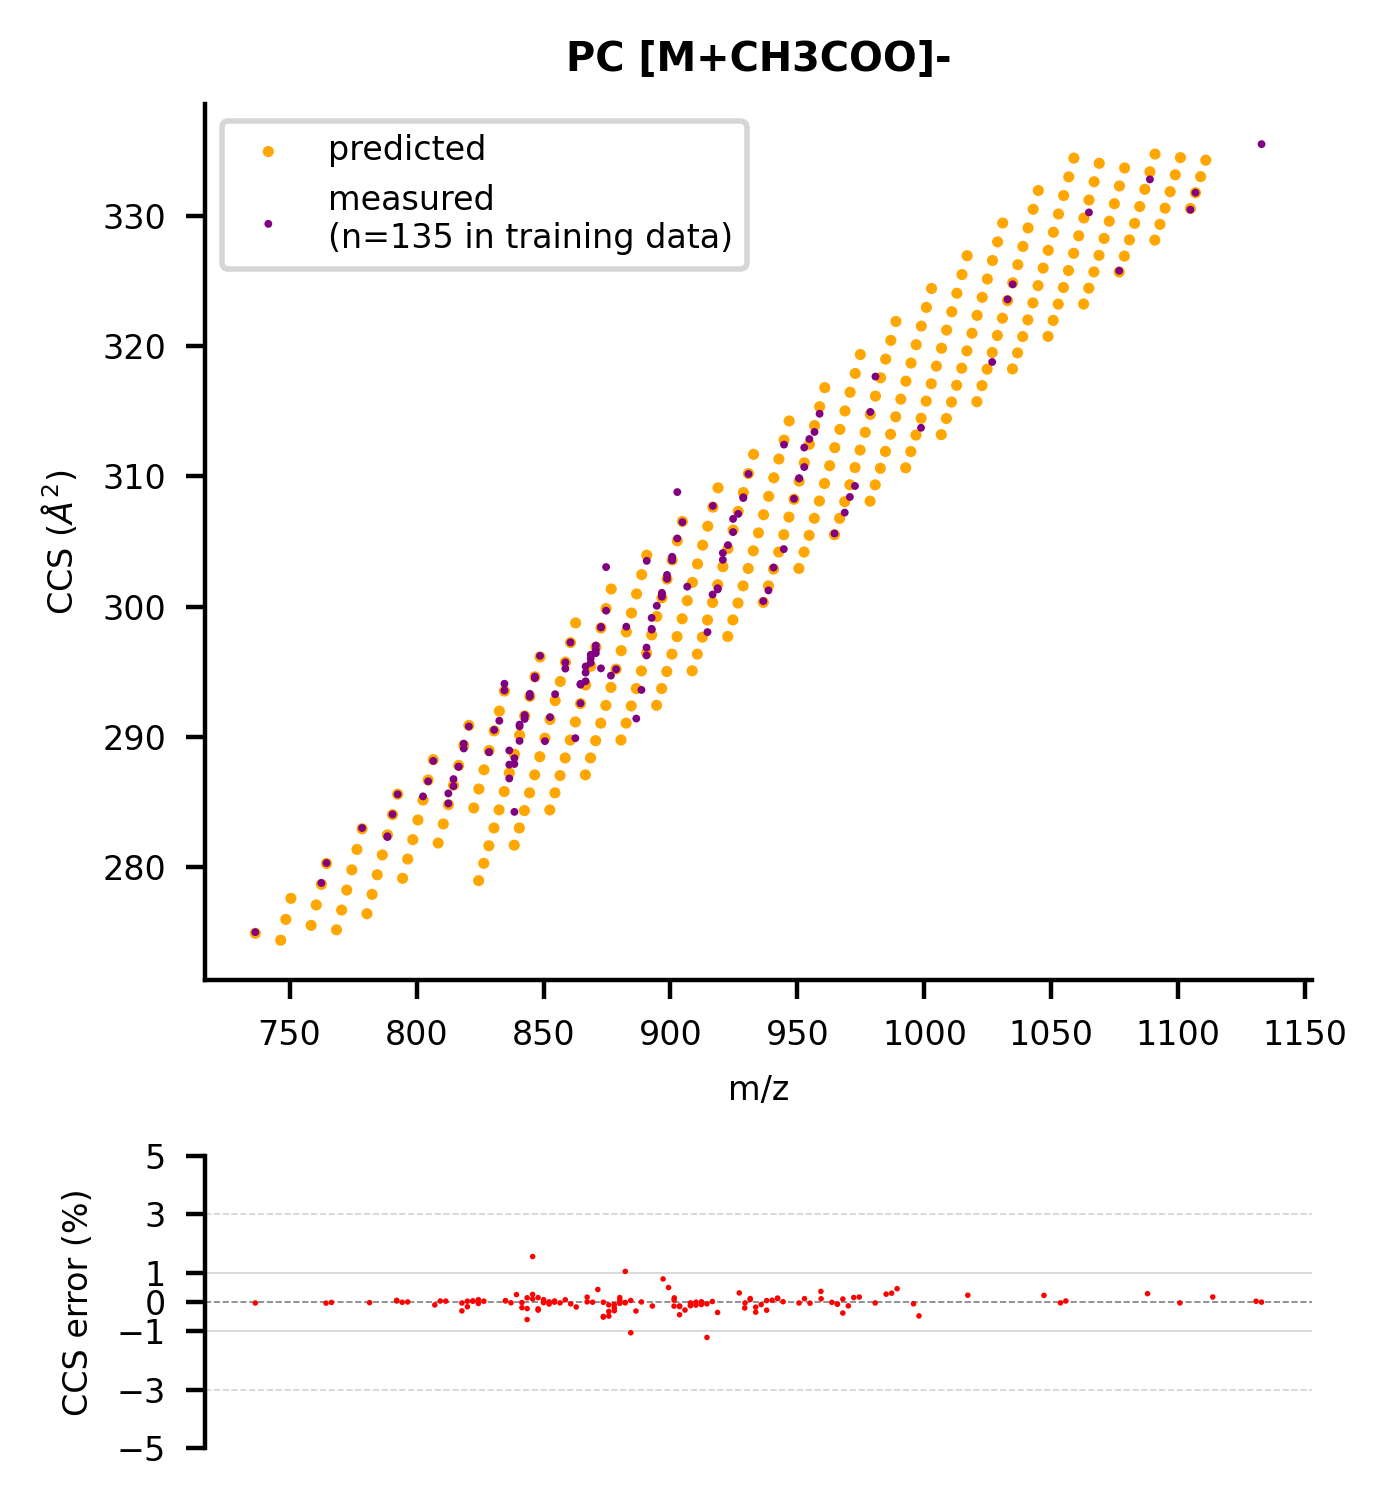 PC [M+CH3COO]-
predicted
measured
(n=135 in training data)
CCS (Å²)
330
320
310
300
290
280
750 800 850 900 950 1000 1050 1100 1150
m/z
CCS error (%)
5
3
1
0
−1
−3
−5